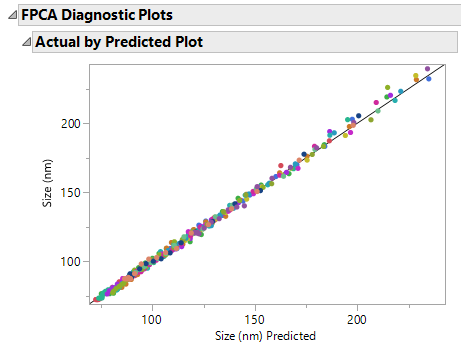 FPCA Diagnostic Plots
Actual by Predicted Plot
200
150
100
Size (nm)
100
150
200
Size (nm) Predicted